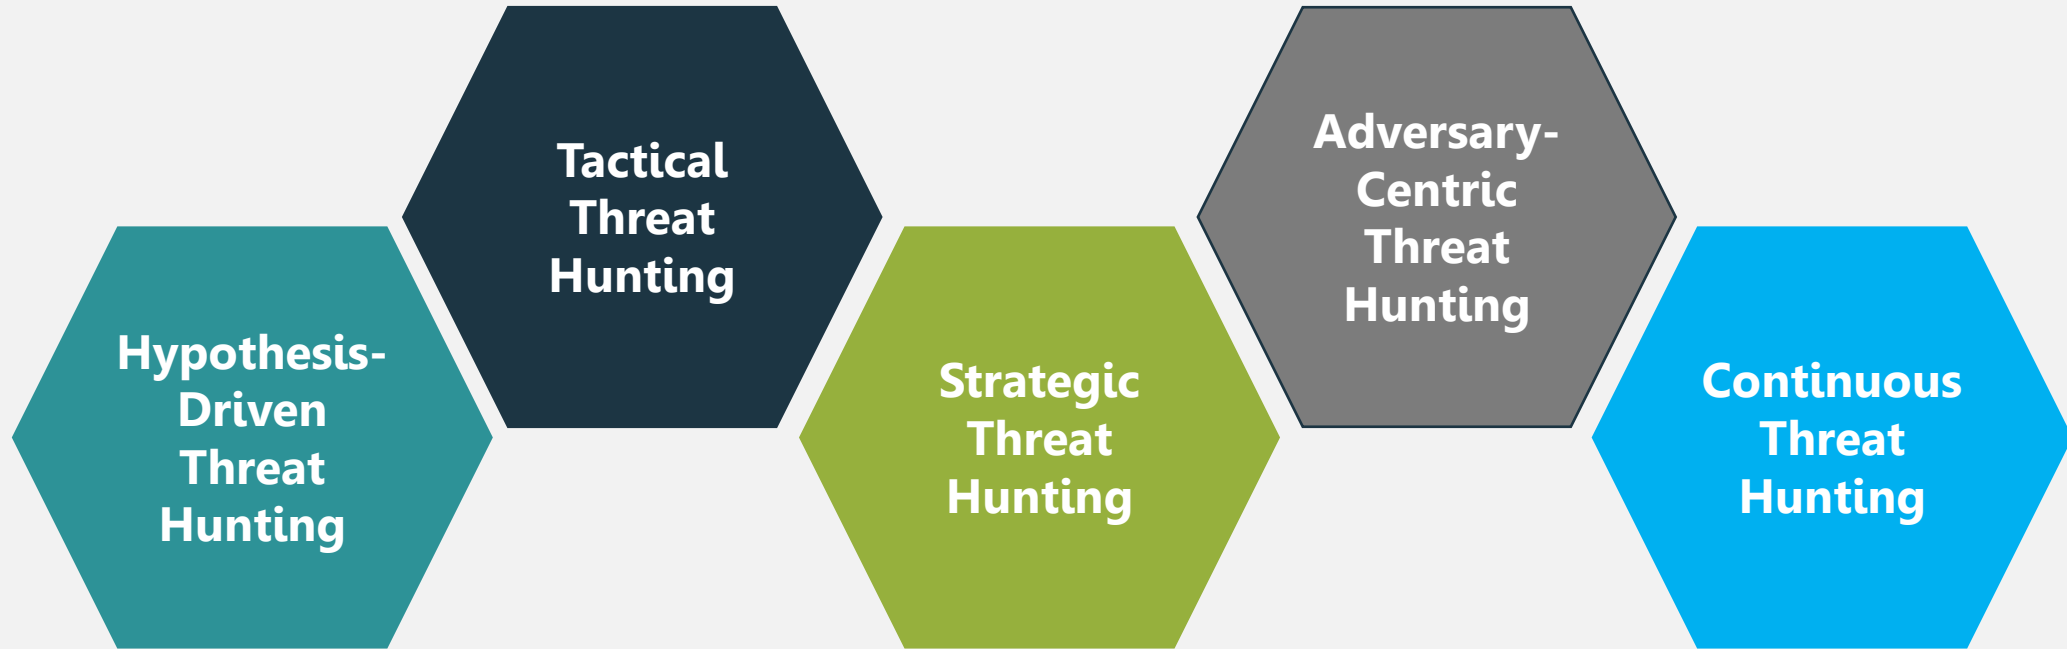 Hypothesis-
Driven
Threat
Hunting
Tactical
Threat
Hunting
Strategic
Threat
Hunting
Adversary-
Centric
Threat
Hunting
Continuous
Threat
Hunting